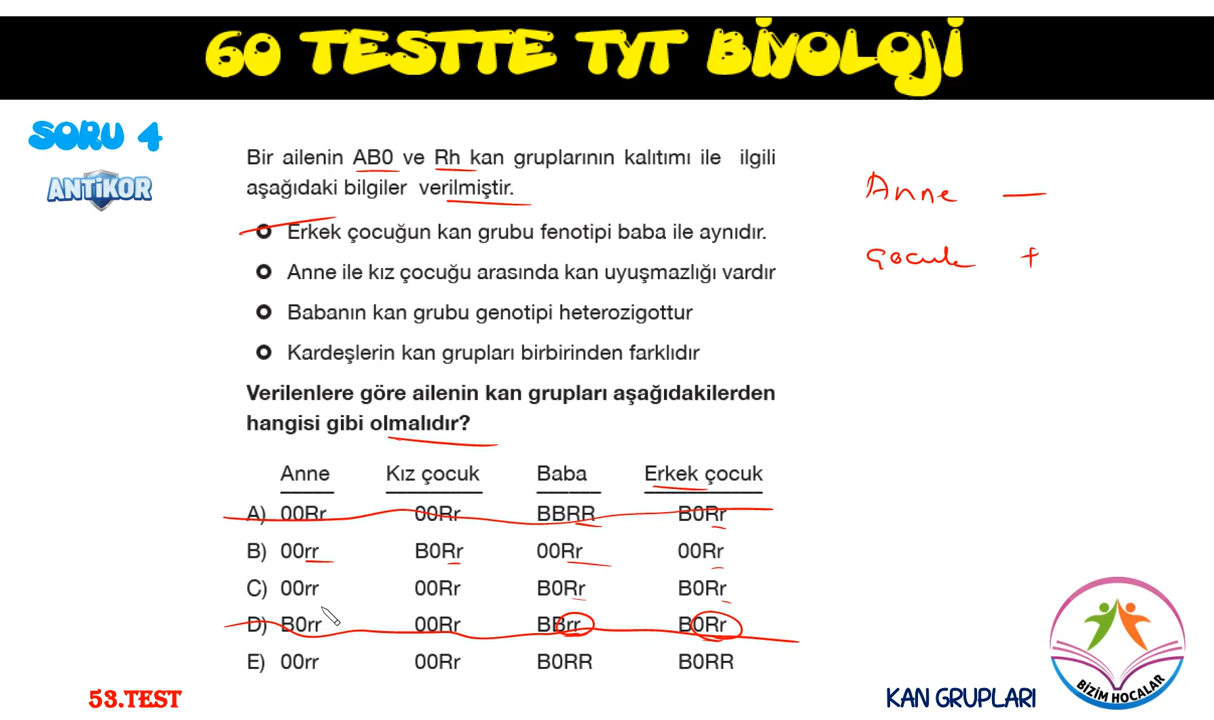 60 TESTTE TYT BİYOLOJİ
SORU 4
ANTİKOR
Bir ailenin AB0 ve Rh kan gruplarının kalıtımı ile ilgili
aşağıdaki bilgiler verilmiştir.
Erkek çocuğun kan grubu fenotipi baba ile aynıdır.
Anne ile kız çocuğu arasında kan uyuşmazlığı vardır
Babanın kan grubu genotipi heterozigottur
Kardeşlerin kan grupları birbirinden farklıdır
Verilenlere göre ailenin kan grupları aşağıdakilerden
hangisi gibi olmalıdır?
Anne Kız çocuk Baba Erkek çocuk
A) 00Rr 00Rr BBRR B0Rr
B) 00rr B0Rr 00Rr 00Rr
C) 00rr 00Rr B0Rr B0Rr
D) B0rr 00Rr BBrr B0Rr
E) 00rr 00Rr B0RR B0RR
Anne —
Çocuk +
53.TEST
KAN GRUPLARI
BİZİM HOCALAR